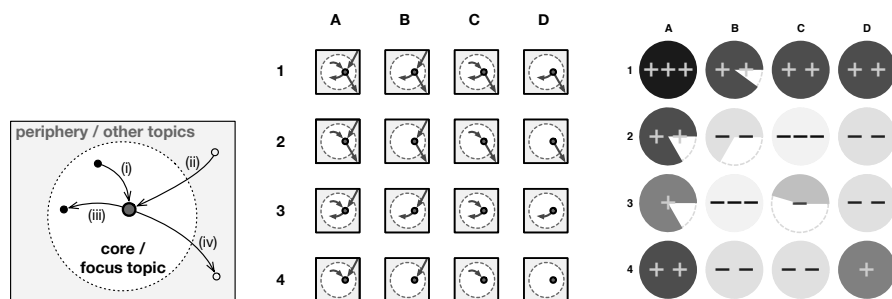 periphery / other topics
(i)
(ii)
(iii)
(iv)
core /
focus topic
A B C D
1
2
3
4
A B C D
1 +++ ++ ++ ++
2 ++ −− −−− −−
3 + −−− − −−
4 ++ −− −− +